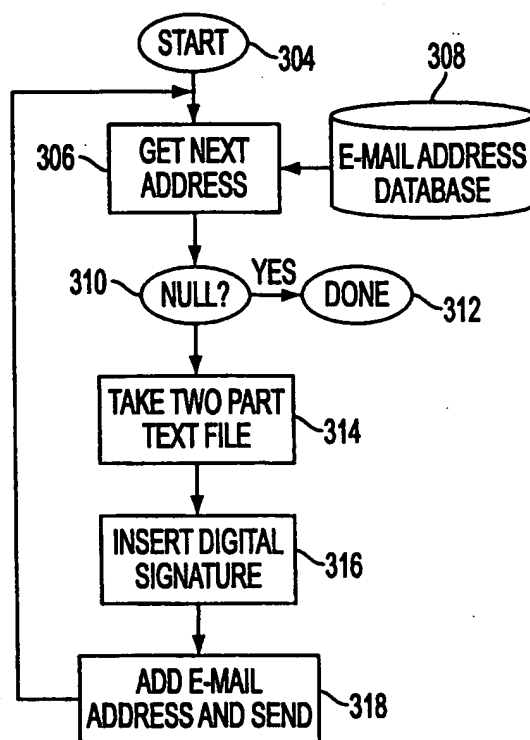 START
304
308
306
GET NEXT
ADDRESS
E-MAIL ADDRESS
DATABASE
310
NULL?
YES
DONE
312
TAKE TWO PART
TEXT FILE
314
INSERT DIGITAL
SIGNATURE
316
ADD E-MAIL
ADDRESS AND SEND
318